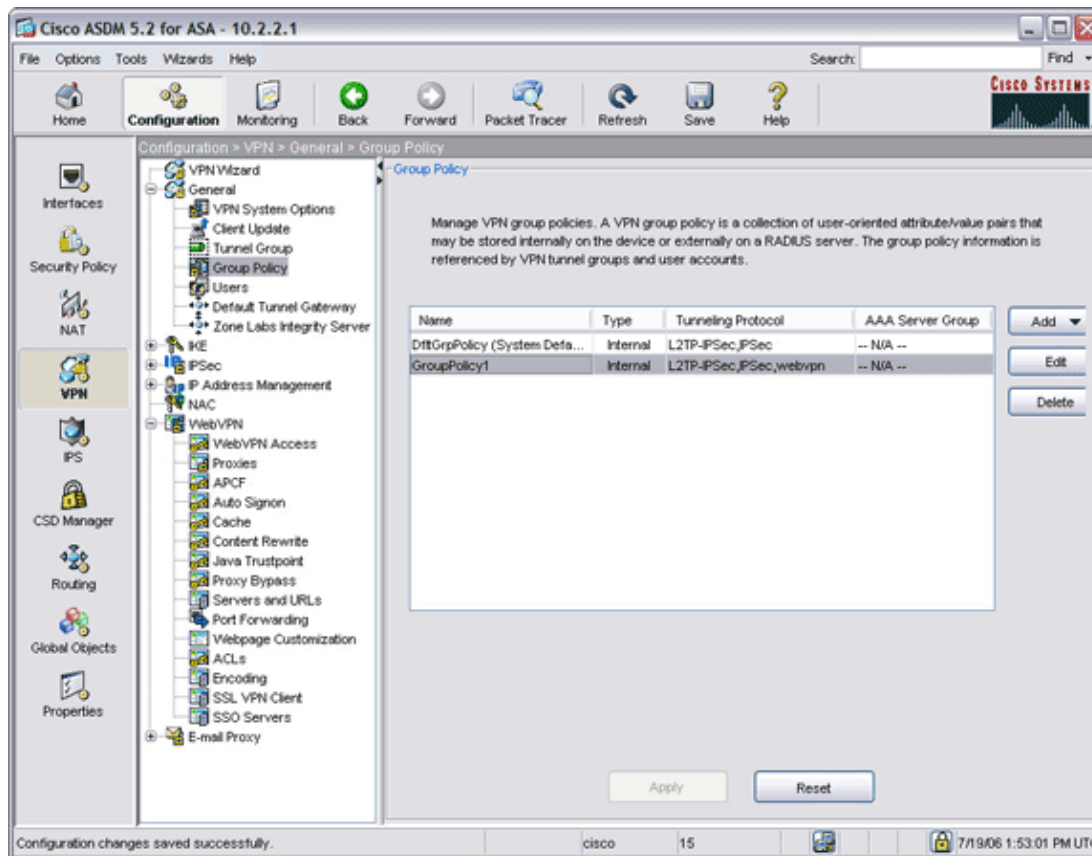 Cisco ASDM 5.2 for ASA - 10.2.2.1
File Options Tools Wizards Help Search: Find
Home Configuration Monitoring Back Forward Packet Tracer Refresh Save Help
CISCO SYSTEMS
Configuration > VPN > General > Group Policy
Interfaces
Security Policy
NAT
VPN
IPS
CSD Manager
Routing
Global Objects
Properties
VPN Wizard
General
VPN System Options
Client Update
Tunnel Group
Group Policy
Users
Default Tunnel Gateway
Zone Labs Integrity Server
IKE
IPSec
IP Address Management
NAC
WebVPN
WebVPN Access
Proxies
APCF
Auto Signon
Cache
Content Rewrite
Java Trustpoint
Proxy Bypass
Servers and URLs
Port Forwarding
Webpage Customization
ACLs
Encoding
SSL VPN Client
SSO Servers
E-mail Proxy
Group Policy
Manage VPN group policies. A VPN group policy is a collection of user-oriented attribute/value pairs that
may be stored internally on the device or externally on a RADIUS server. The group policy information is
referenced by VPN tunnel groups and user accounts.
Name Type Tunneling Protocol AAA Server Group
DfltGrpPolicy (System Defa... Internal L2TP-IPSec,IPSec -- N/A --
GroupPolicy1 Internal L2TP-IPSec,IPSec,webvpn -- N/A --
Add
Edit
Delete
Apply Reset
Configuration changes saved successfully. cisco 15 7/19/06 1:53:01 PM UT